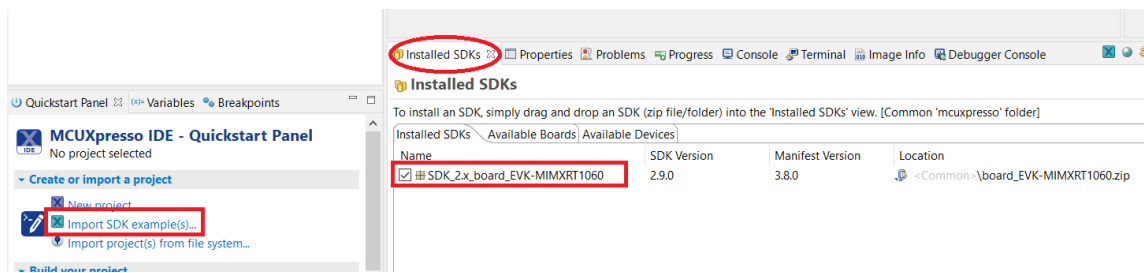 Installed SDKs Properties Problems Progress Console Terminal Image Info Debugger Console
Installed SDKs
To install an SDK, simply drag and drop an SDK (zip file/folder) into the 'Installed SDKs' view. [Common 'mcuxpresso' folder]
Installed SDKs Available Boards Available Devices
Name SDK Version Manifest Version Location
SDK_2.x_board_EVK-MIMXRT1060 2.9.0 3.8.0 <Common>\board_EVK-MIMXRT1060.zip
Quickstart Panel (x)= Variables Breakpoints
IDE
MCUXpresso IDE - Quickstart Panel
No project selected
Create or import a project
New project...
Import SDK example(s)...
Import project(s) from file system...
Build your project